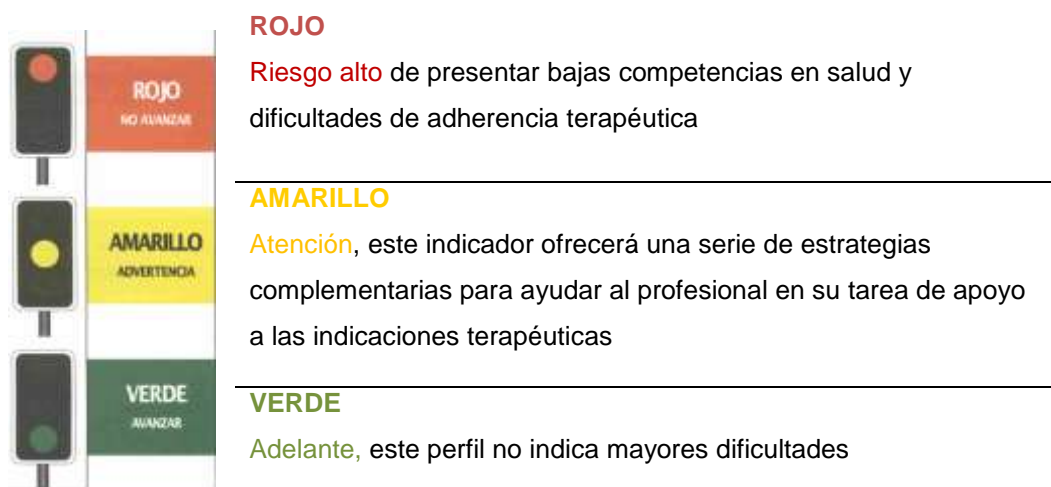 ROJO
NO AVANZAR
ROJO
Riesgo alto de presentar bajas competencias en salud y
dificultades de adherencia terapéutica
AMARILLO
ADVERTENCIA
AMARILLO
Atención, este indicador ofrecerá una serie de estrategias
complementarias para ayudar al profesional en su tarea de apoyo
a las indicaciones terapéuticas
VERDE
AVANZAR
VERDE
Adelante, este perfil no indica mayores dificultades